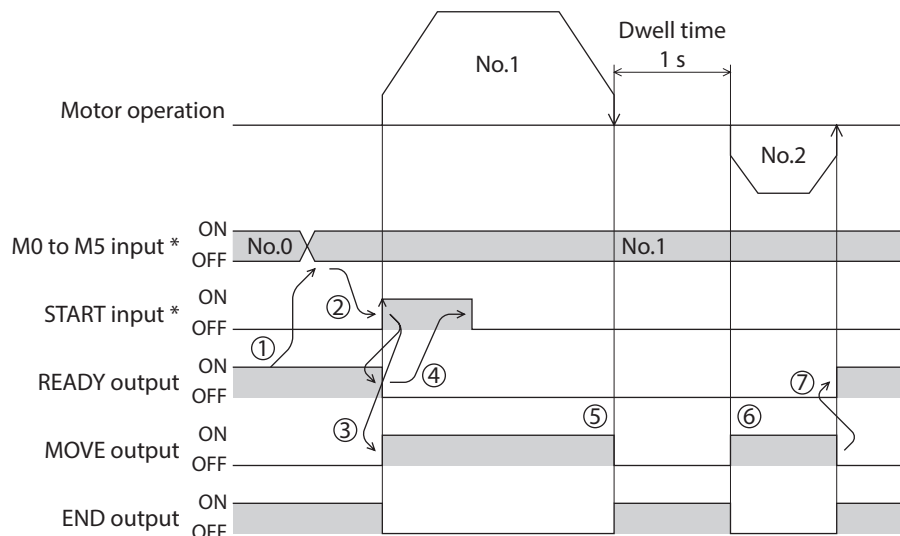 Dwell time
1 s
No.1
Motor operation
No.2
M0 to M5 input *
ON
OFF
No.0
No.1
START input *
ON
OFF
②
①
④
READY output
ON
OFF
⑦
③
⑤
⑥
MOVE output
ON
OFF
END output
ON
OFF